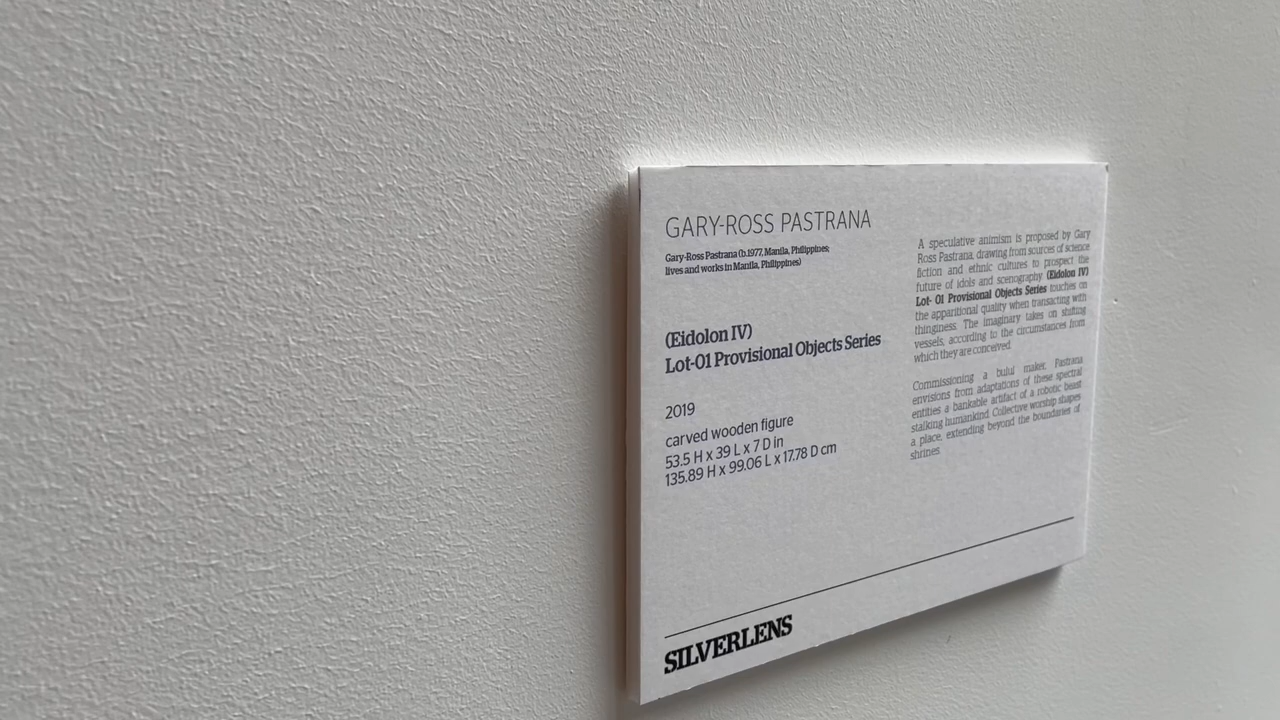 GARY-ROSS PASTRANA
Gary-Ross Pastrana (b.1977, Manila, Philippines;
lives and works in Manila, Philippines)
(Eidolon IV)
Lot-01 Provisional Objects Series
2019
carved wooden figure
53.5 H x 39 L x 7 D in
135.89 H x 99.06 L x 17.78 D cm
A speculative animism is proposed by Gary
Ross Pastrana, drawing from sources of science
fiction and ethnic cultures to prospect the
future of idols and scenography. (Eidolon IV)
Lot- 01 Provisional Objects Series touches on
the apparitional quality when transacting with
thinginess. The imaginary takes on shifting
vessels, according to the circumstances from
which they are conceived.
Commissioning a bulul maker, Pastrana
envisions from adaptations of these spectral
entities a bankable artifact of a robotic beast
stalking humankind. Collective worship shapes
a place, extending beyond the boundaries of
shrines.
SILVERLENS